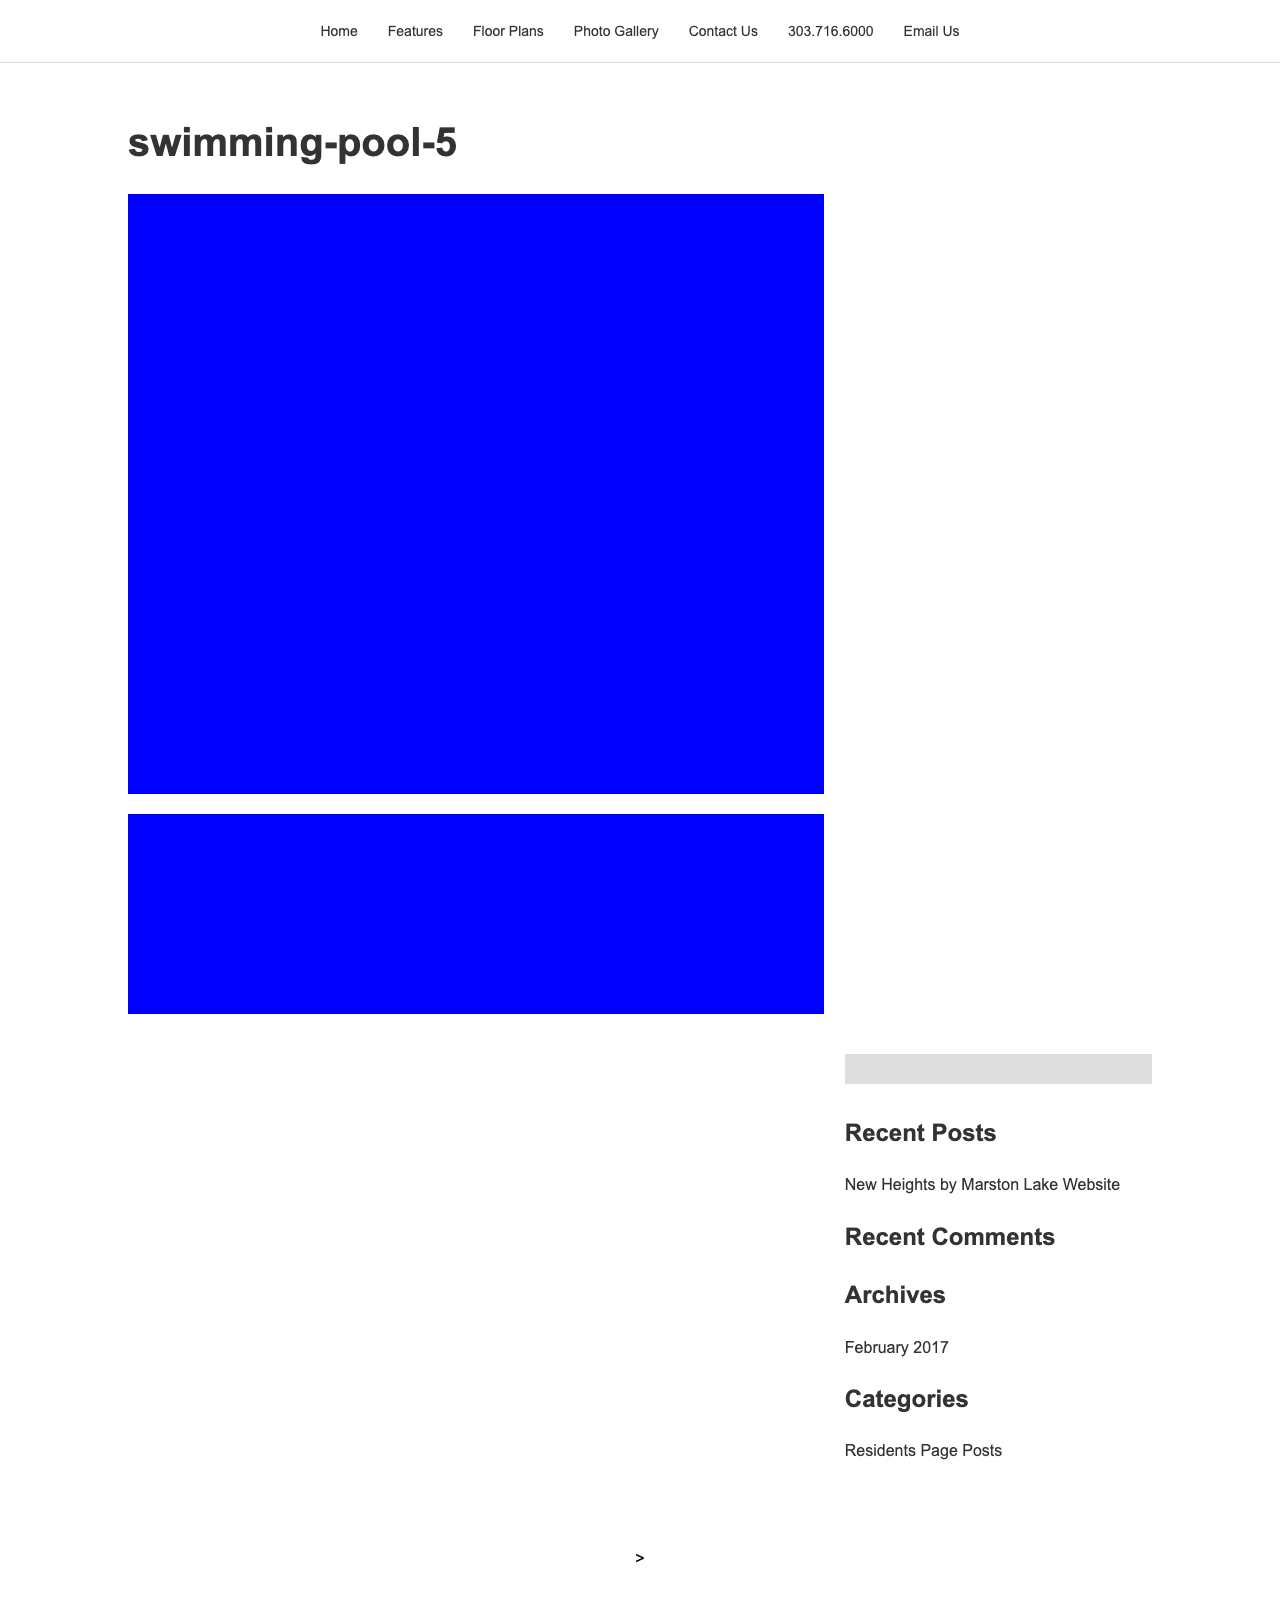 Home Features Floor Plans Photo Gallery Contact Us 303.716.6000 Email Us
swimming-pool-5
Recent Posts
New Heights by Marston Lake Website
Recent Comments
Archives
February 2017
Categories
Residents Page Posts
>